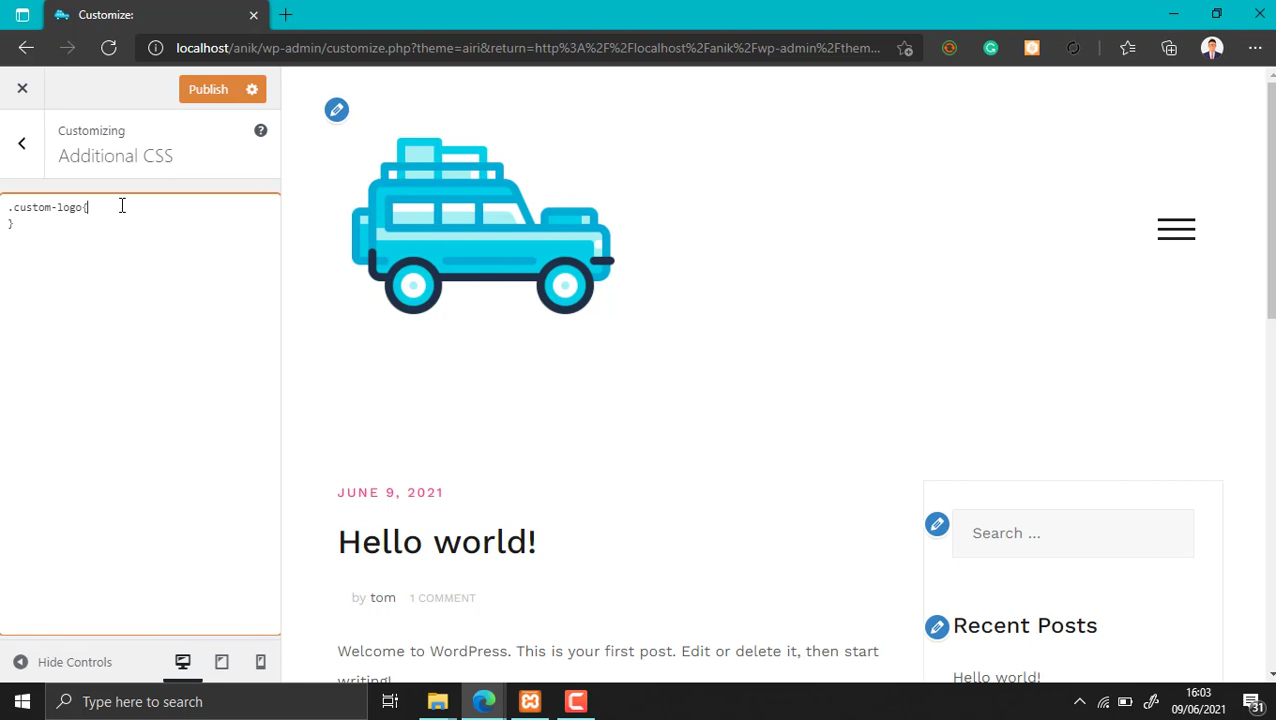 Customize:
localhost/anik/wp-admin/customize.php?theme=airi&return=http%3A%2F%2Flocalhost%2Fanik%2Fwp-admin%2Fthem...
Publish
Customizing
Additional CSS
.custom-logo{
}
JUNE 9, 2021
Hello world!
by tom 1 COMMENT
Welcome to WordPress. This is your first post. Edit or delete it, then start
writing!
Search …
Recent Posts
Hello world!
Hide Controls
Type here to search
16:03
09/06/2021
31